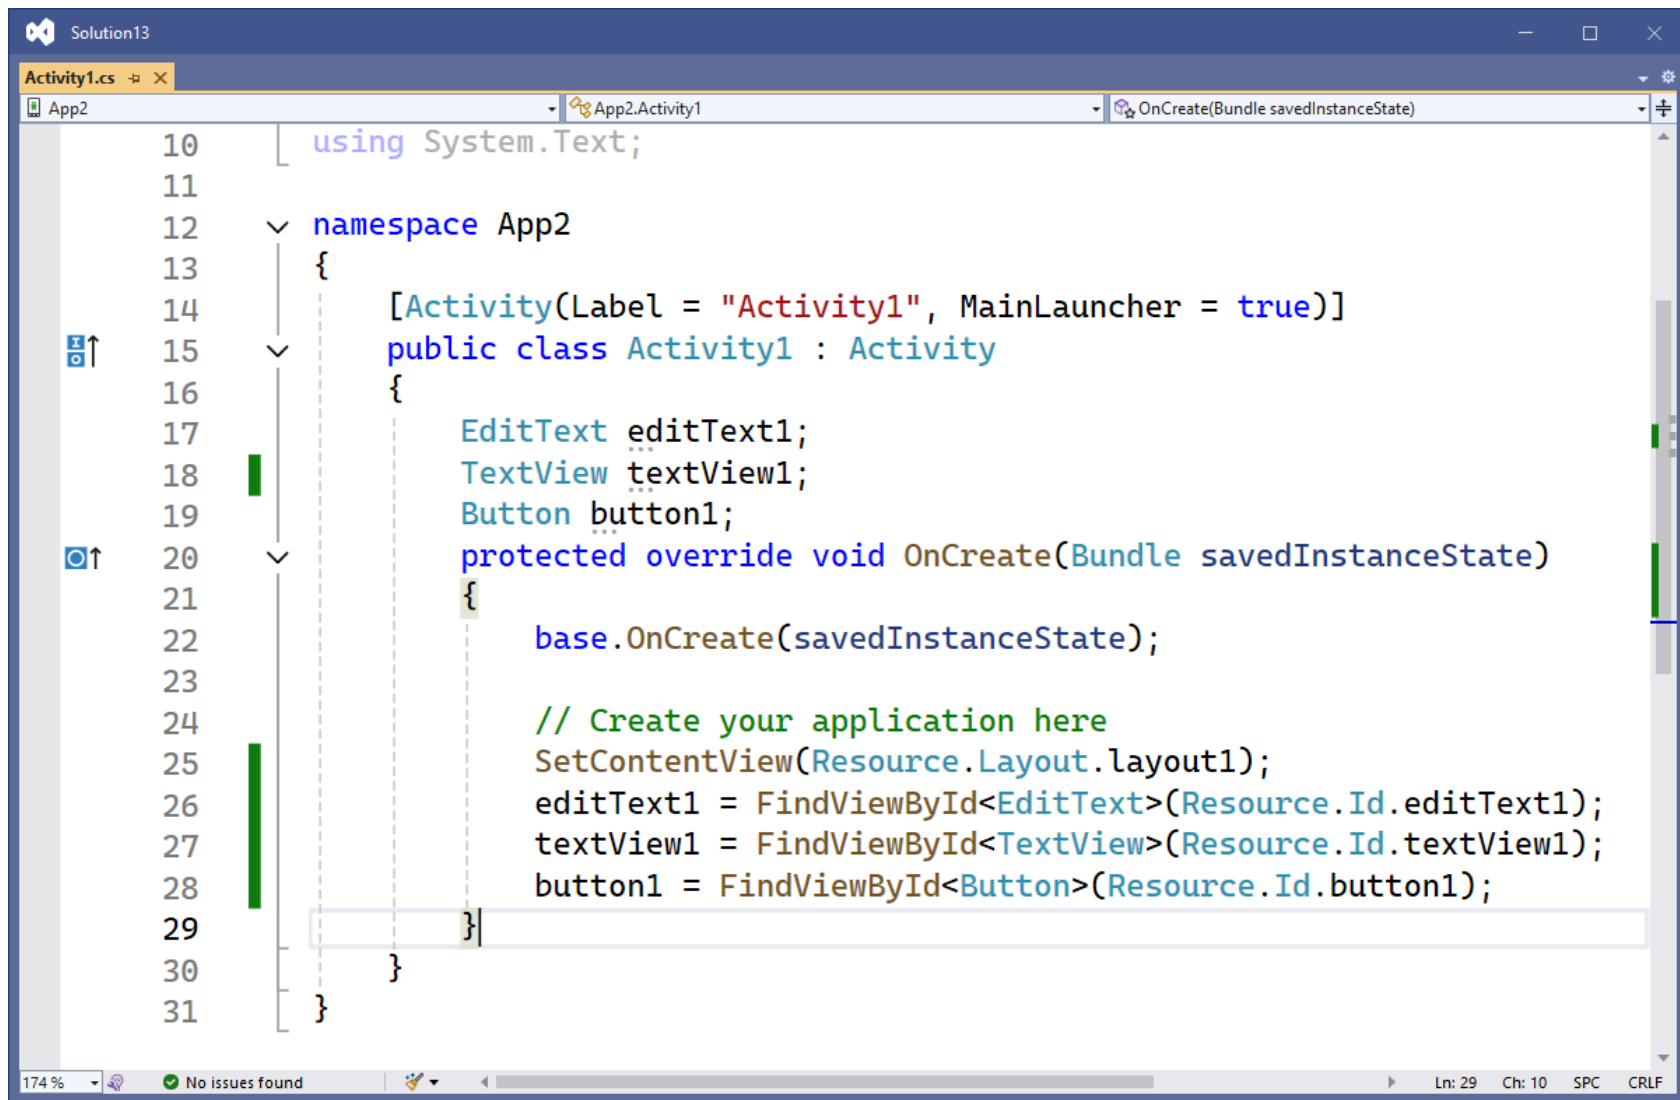 Solution13
Activity1.cs
App2 App2.Activity1 OnCreate(Bundle savedInstanceState)
10 using System.Text;
11
12 namespace App2
13 {
14 [Activity(Label = "Activity1", MainLauncher = true)]
15 public class Activity1 : Activity
16 {
17 EditText editText1;
18 TextView textView1;
19 Button button1;
20 protected override void OnCreate(Bundle savedInstanceState)
21 {
22 base.OnCreate(savedInstanceState);
23
24 // Create your application here
25 SetContentView(Resource.Layout.layout1);
26 editText1 = FindViewById<EditText>(Resource.Id.editText1);
27 textView1 = FindViewById<TextView>(Resource.Id.textView1);
28 button1 = FindViewById<Button>(Resource.Id.button1);
29 }
30 }
31 }
174 % No issues found Ln: 29 Ch: 10 SPC CRLF